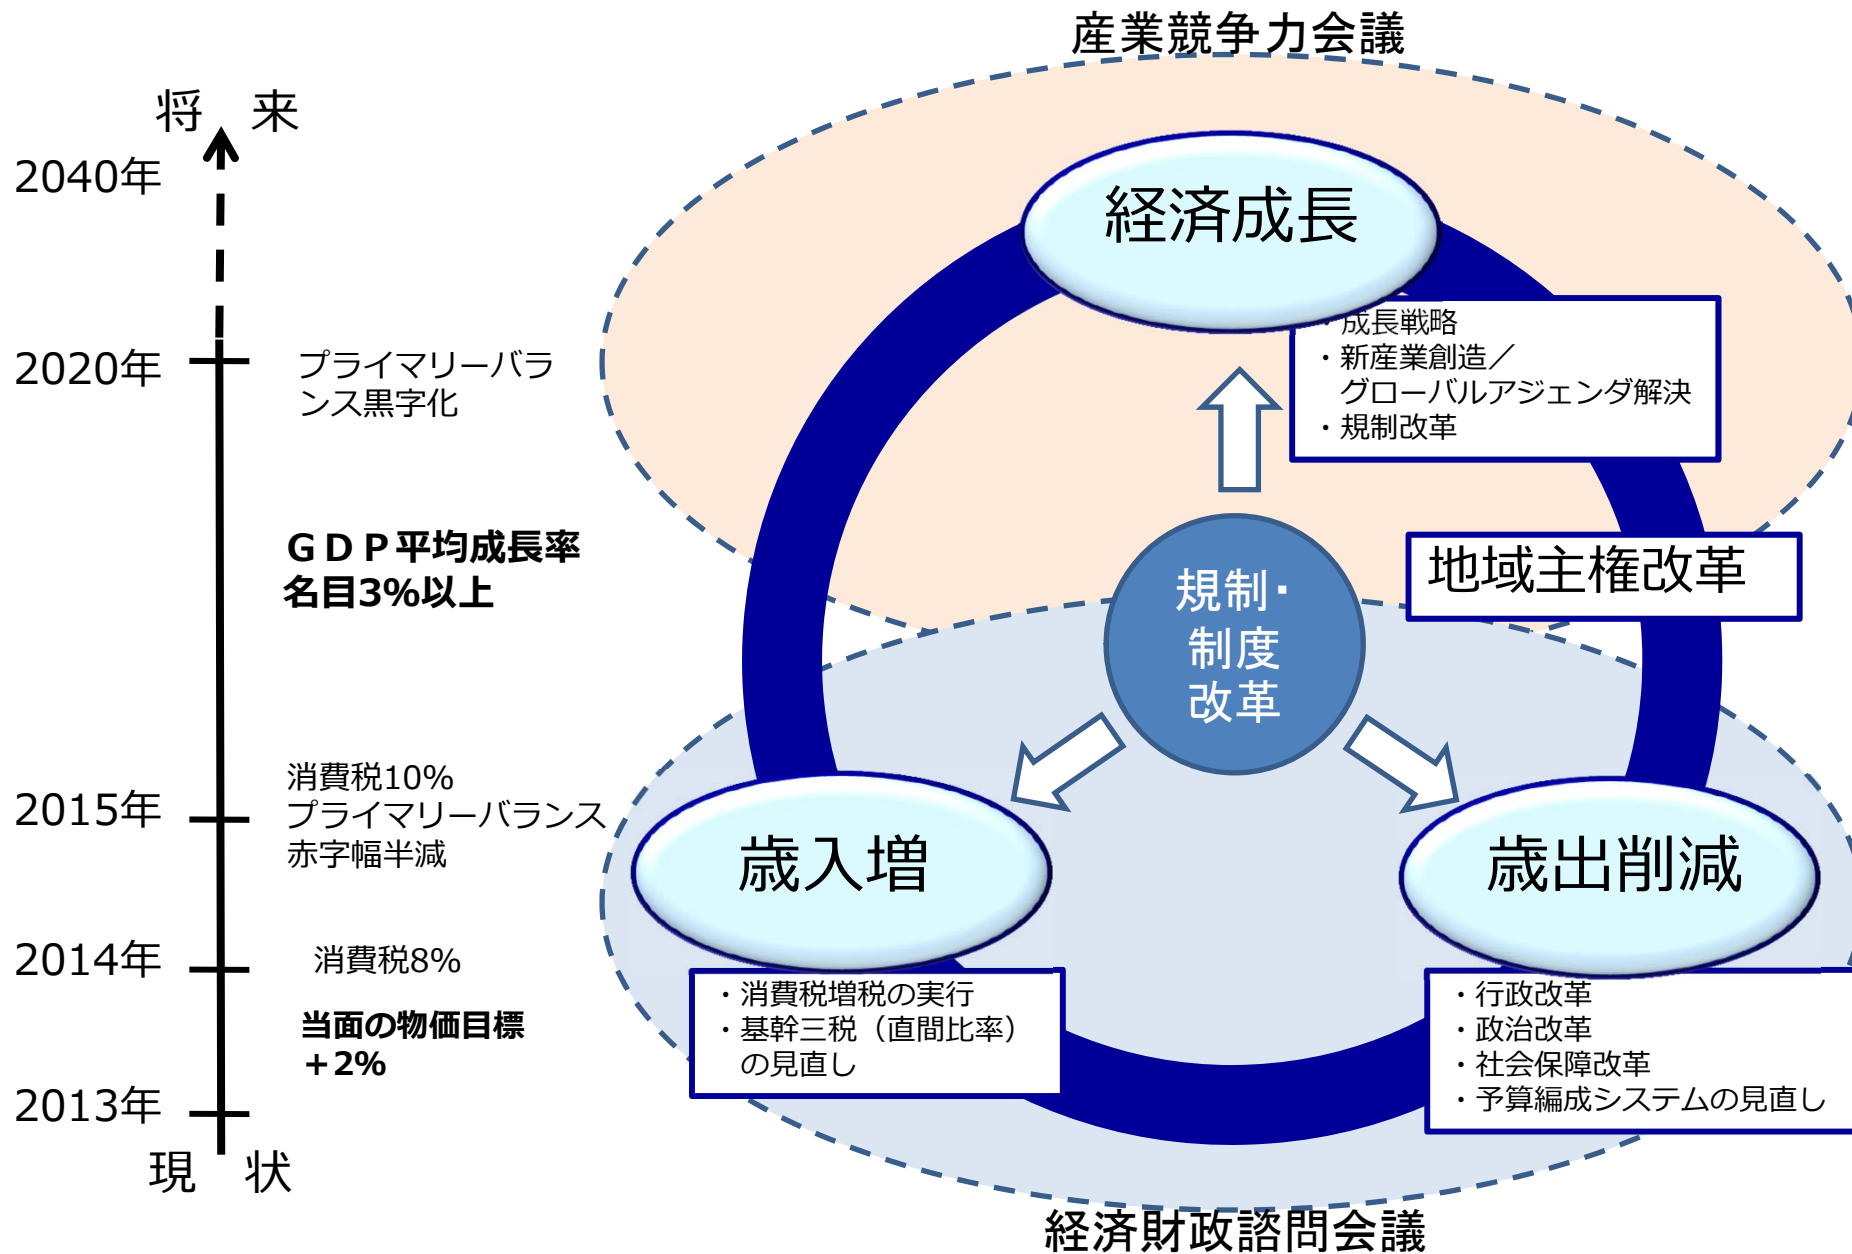 産業競争力会議
将　来
2040年
2020年
プライマリーバラ
ンス黒字化
ＧＤＰ平均成長率
名目3%以上
2015年
消費税10%
プライマリーバランス
赤字幅半減
2014年
消費税8%
当面の物価目標
＋2%
2013年
現　状
経済成長
・成長戦略
・新産業創造／
グローバルアジェンダ解決
・規制改革
地域主権改革
規制・
制度
改革
歳入増
・消費税増税の実行
・基幹三税（直間比率）
の見直し
歳出削減
・行政改革
・政治改革
・社会保障改革
・予算編成システムの見直し
経済財政諮問会議